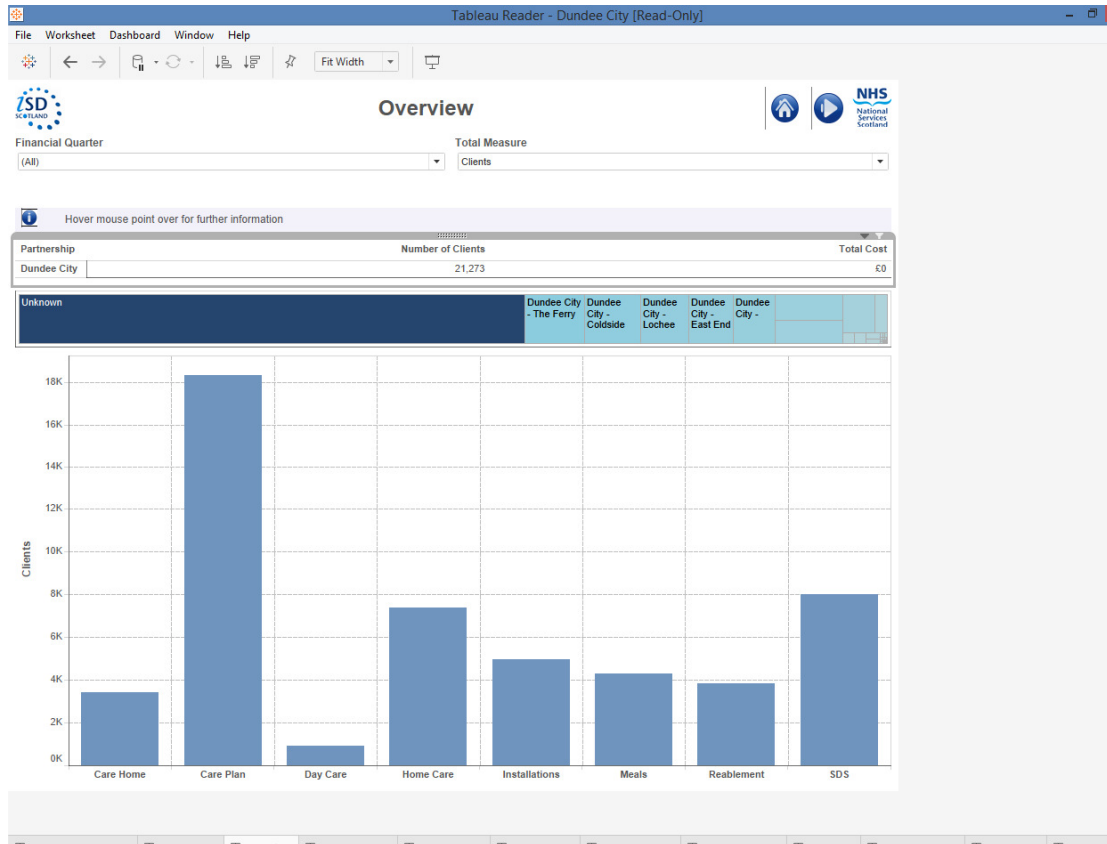 Tableau Reader - Dundee City [Read-Only]
File Worksheet Dashboard Window Help
Fit Width
iSD
SCOTLAND
Overview
NHS
National
Services
Scotland
Financial Quarter
Total Measure
(All)
Clients
Hover mouse point over for further information
Partnership Number of Clients Total Cost
Dundee City 21,273 £0
Unknown
Dundee City - The Ferry
Dundee City - Coldside
Dundee City - Lochee
Dundee City - East End
Dundee City -
18K
16K
14K
12K
10K
8K
6K
4K
2K
0K
Clients
Care Home Care Plan Day Care Home Care Installations Meals Reablement SDS